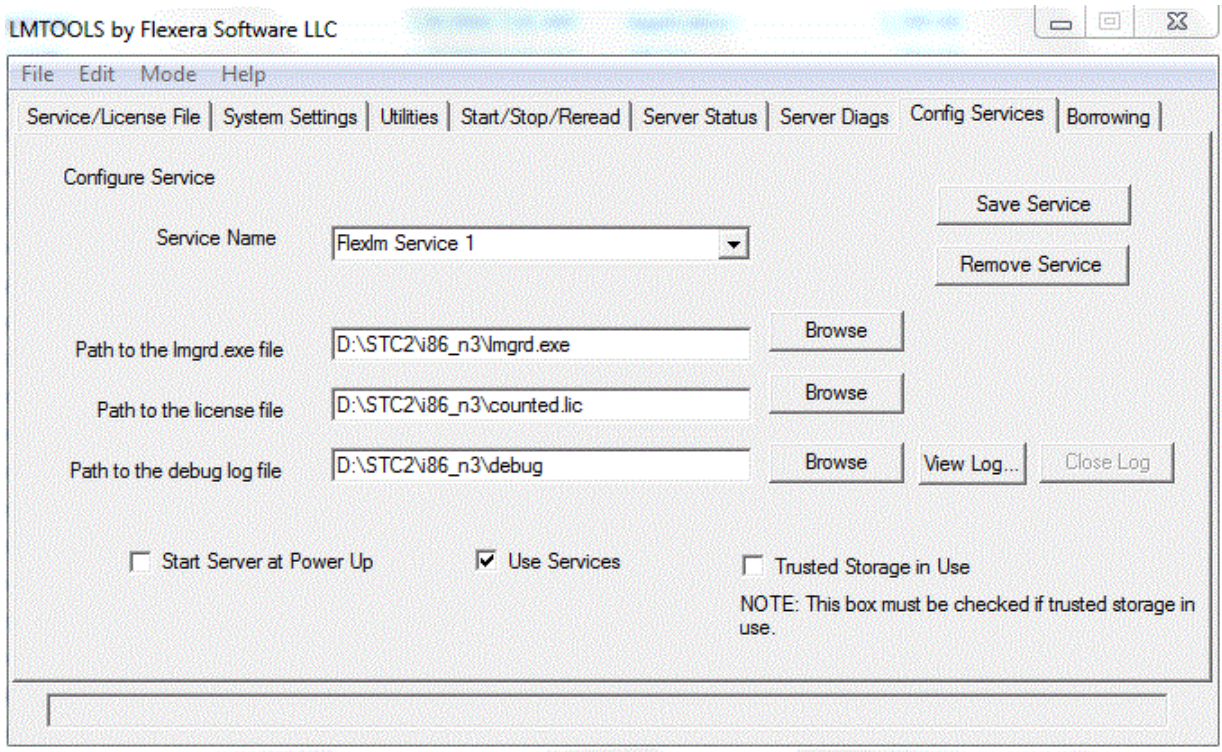 LMTOOLS by Flexera Software LLC
File Edit Mode Help
Service/License File System Settings Utilities Start/Stop/Reread Server Status Server Diags Config Services Borrowing
Configure Service
Save Service
Service Name Flexlm Service 1
Remove Service
Path to the lmgrd.exe file D:\STC2\i86_n3\lmgrd.exe Browse
Path to the license file D:\STC2\i86_n3\counted.lic Browse
Path to the debug log file D:\STC2\i86_n3\debug Browse View Log... Close Log
Start Server at Power Up Use Services Trusted Storage in Use
NOTE: This box must be checked if trusted storage in
use.